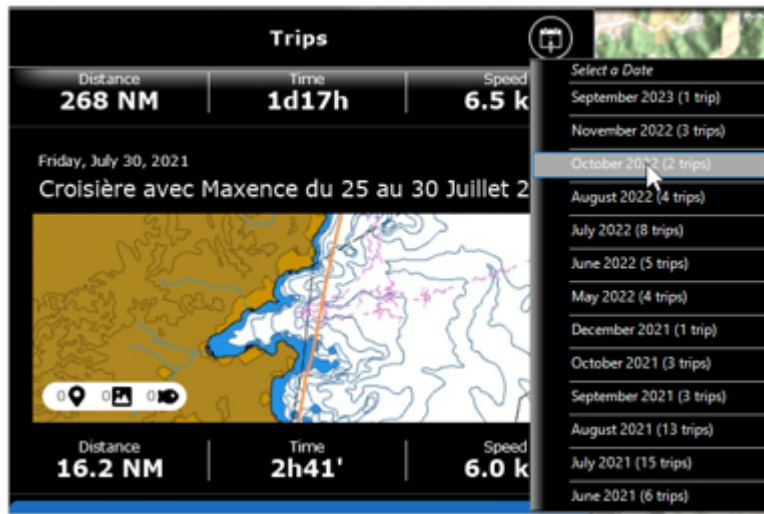 Trips
Distance
268 NM
Time
1d17h
Speed
6.5 k
Friday, July 30, 2021
Croisière avec Maxence du 25 au 30 Juillet 2
0
0
0
Distance
16.2 NM
Time
2h41'
Speed
6.0 k
Select a Date
September 2023 (1 trip)
November 2022 (3 trips)
October 2022 (2 trips)
August 2022 (4 trips)
July 2022 (8 trips)
June 2022 (5 trips)
May 2022 (4 trips)
December 2021 (1 trip)
October 2021 (3 trips)
September 2021 (3 trips)
August 2021 (13 trips)
July 2021 (15 trips)
June 2021 (6 trips)